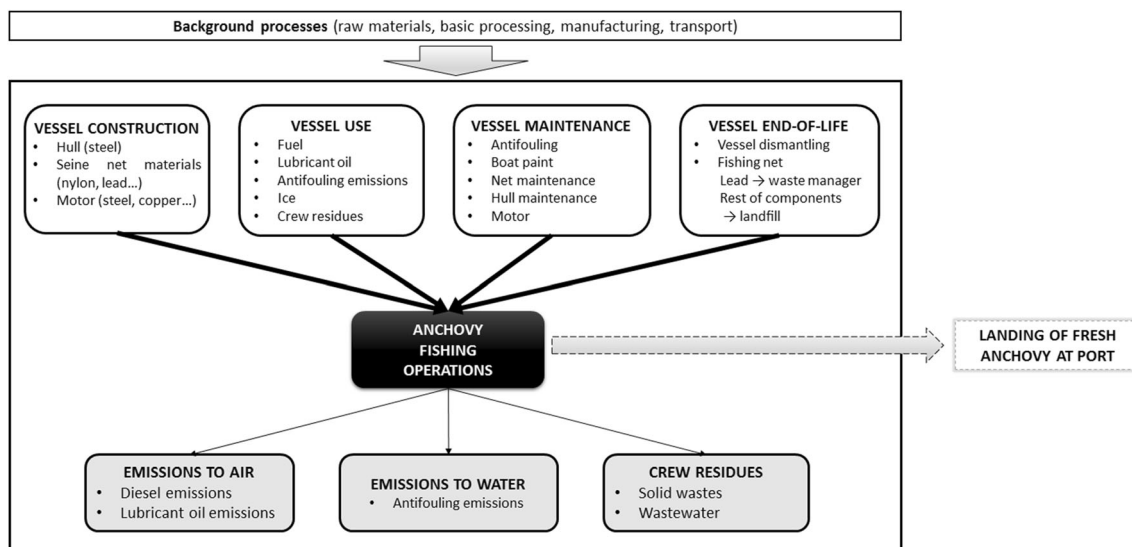 Background processes (raw materials, basic processing, manufacturing, transport)
VESSEL CONSTRUCTION
• Hull (steel)
• Seine net materials
(nylon, lead...)
• Motor (steel, copper...)
VESSEL USE
• Fuel
• Lubricant oil
• Antifouling emissions
• Ice
• Crew residues
VESSEL MAINTENANCE
• Antifouling
• Boat paint
• Net maintenance
• Hull maintenance
• Motor
VESSEL END-OF-LIFE
• Vessel dismantling
• Fishing net
Lead → waste manager
Rest of components
→ landfill
ANCHOVY
FISHING
OPERATIONS
LANDING OF FRESH
ANCHOVY AT PORT
EMISSIONS TO AIR
• Diesel emissions
• Lubricant oil emissions
EMISSIONS TO WATER
• Antifouling emissions
CREW RESIDUES
• Solid wastes
• Wastewater